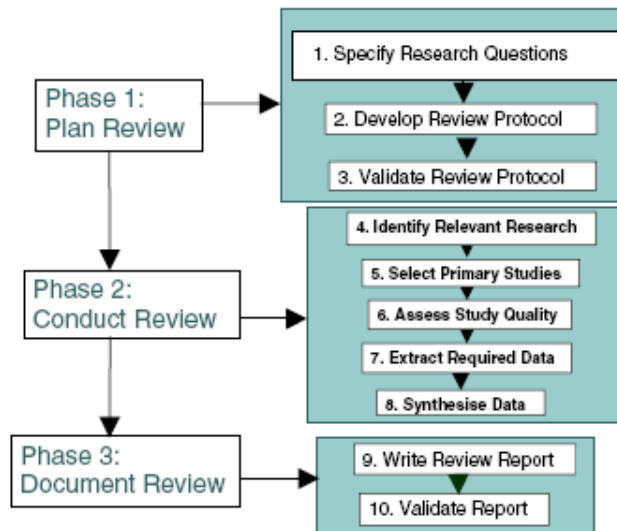 Phase 1:
Plan Review
1. Specify Research Questions
2. Develop Review Protocol
3. Validate Review Protocol
Phase 2:
Conduct Review
4. Identify Relevant Research
5. Select Primary Studies
6. Assess Study Quality
7. Extract Required Data
8. Synthesise Data
Phase 3:
Document Review
9. Write Review Report
10. Validate Report